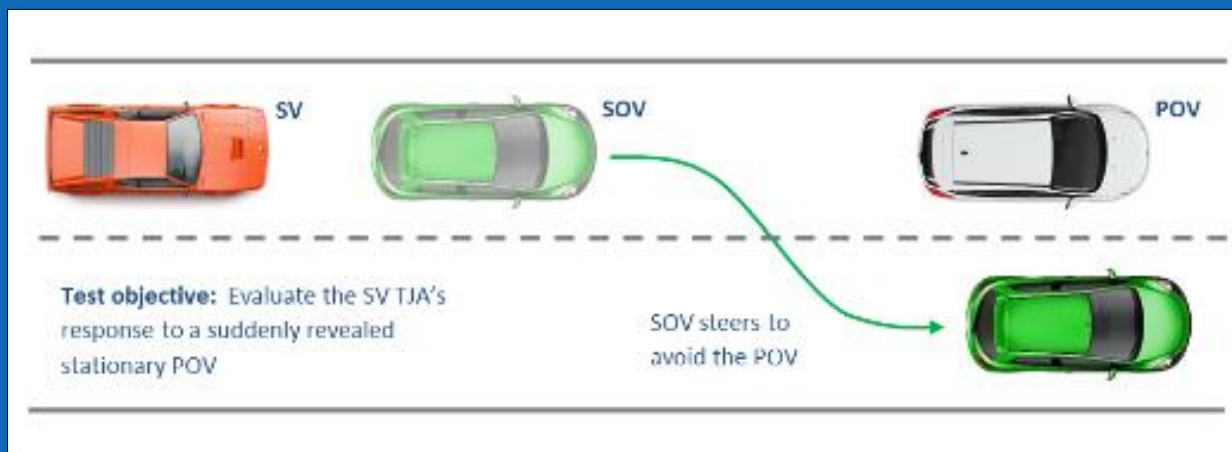 SV
SOV
POV
Test objective: Evaluate the SV TJA's
response to a suddenly revealed
stationary POV
SOV steers to
avoid the POV